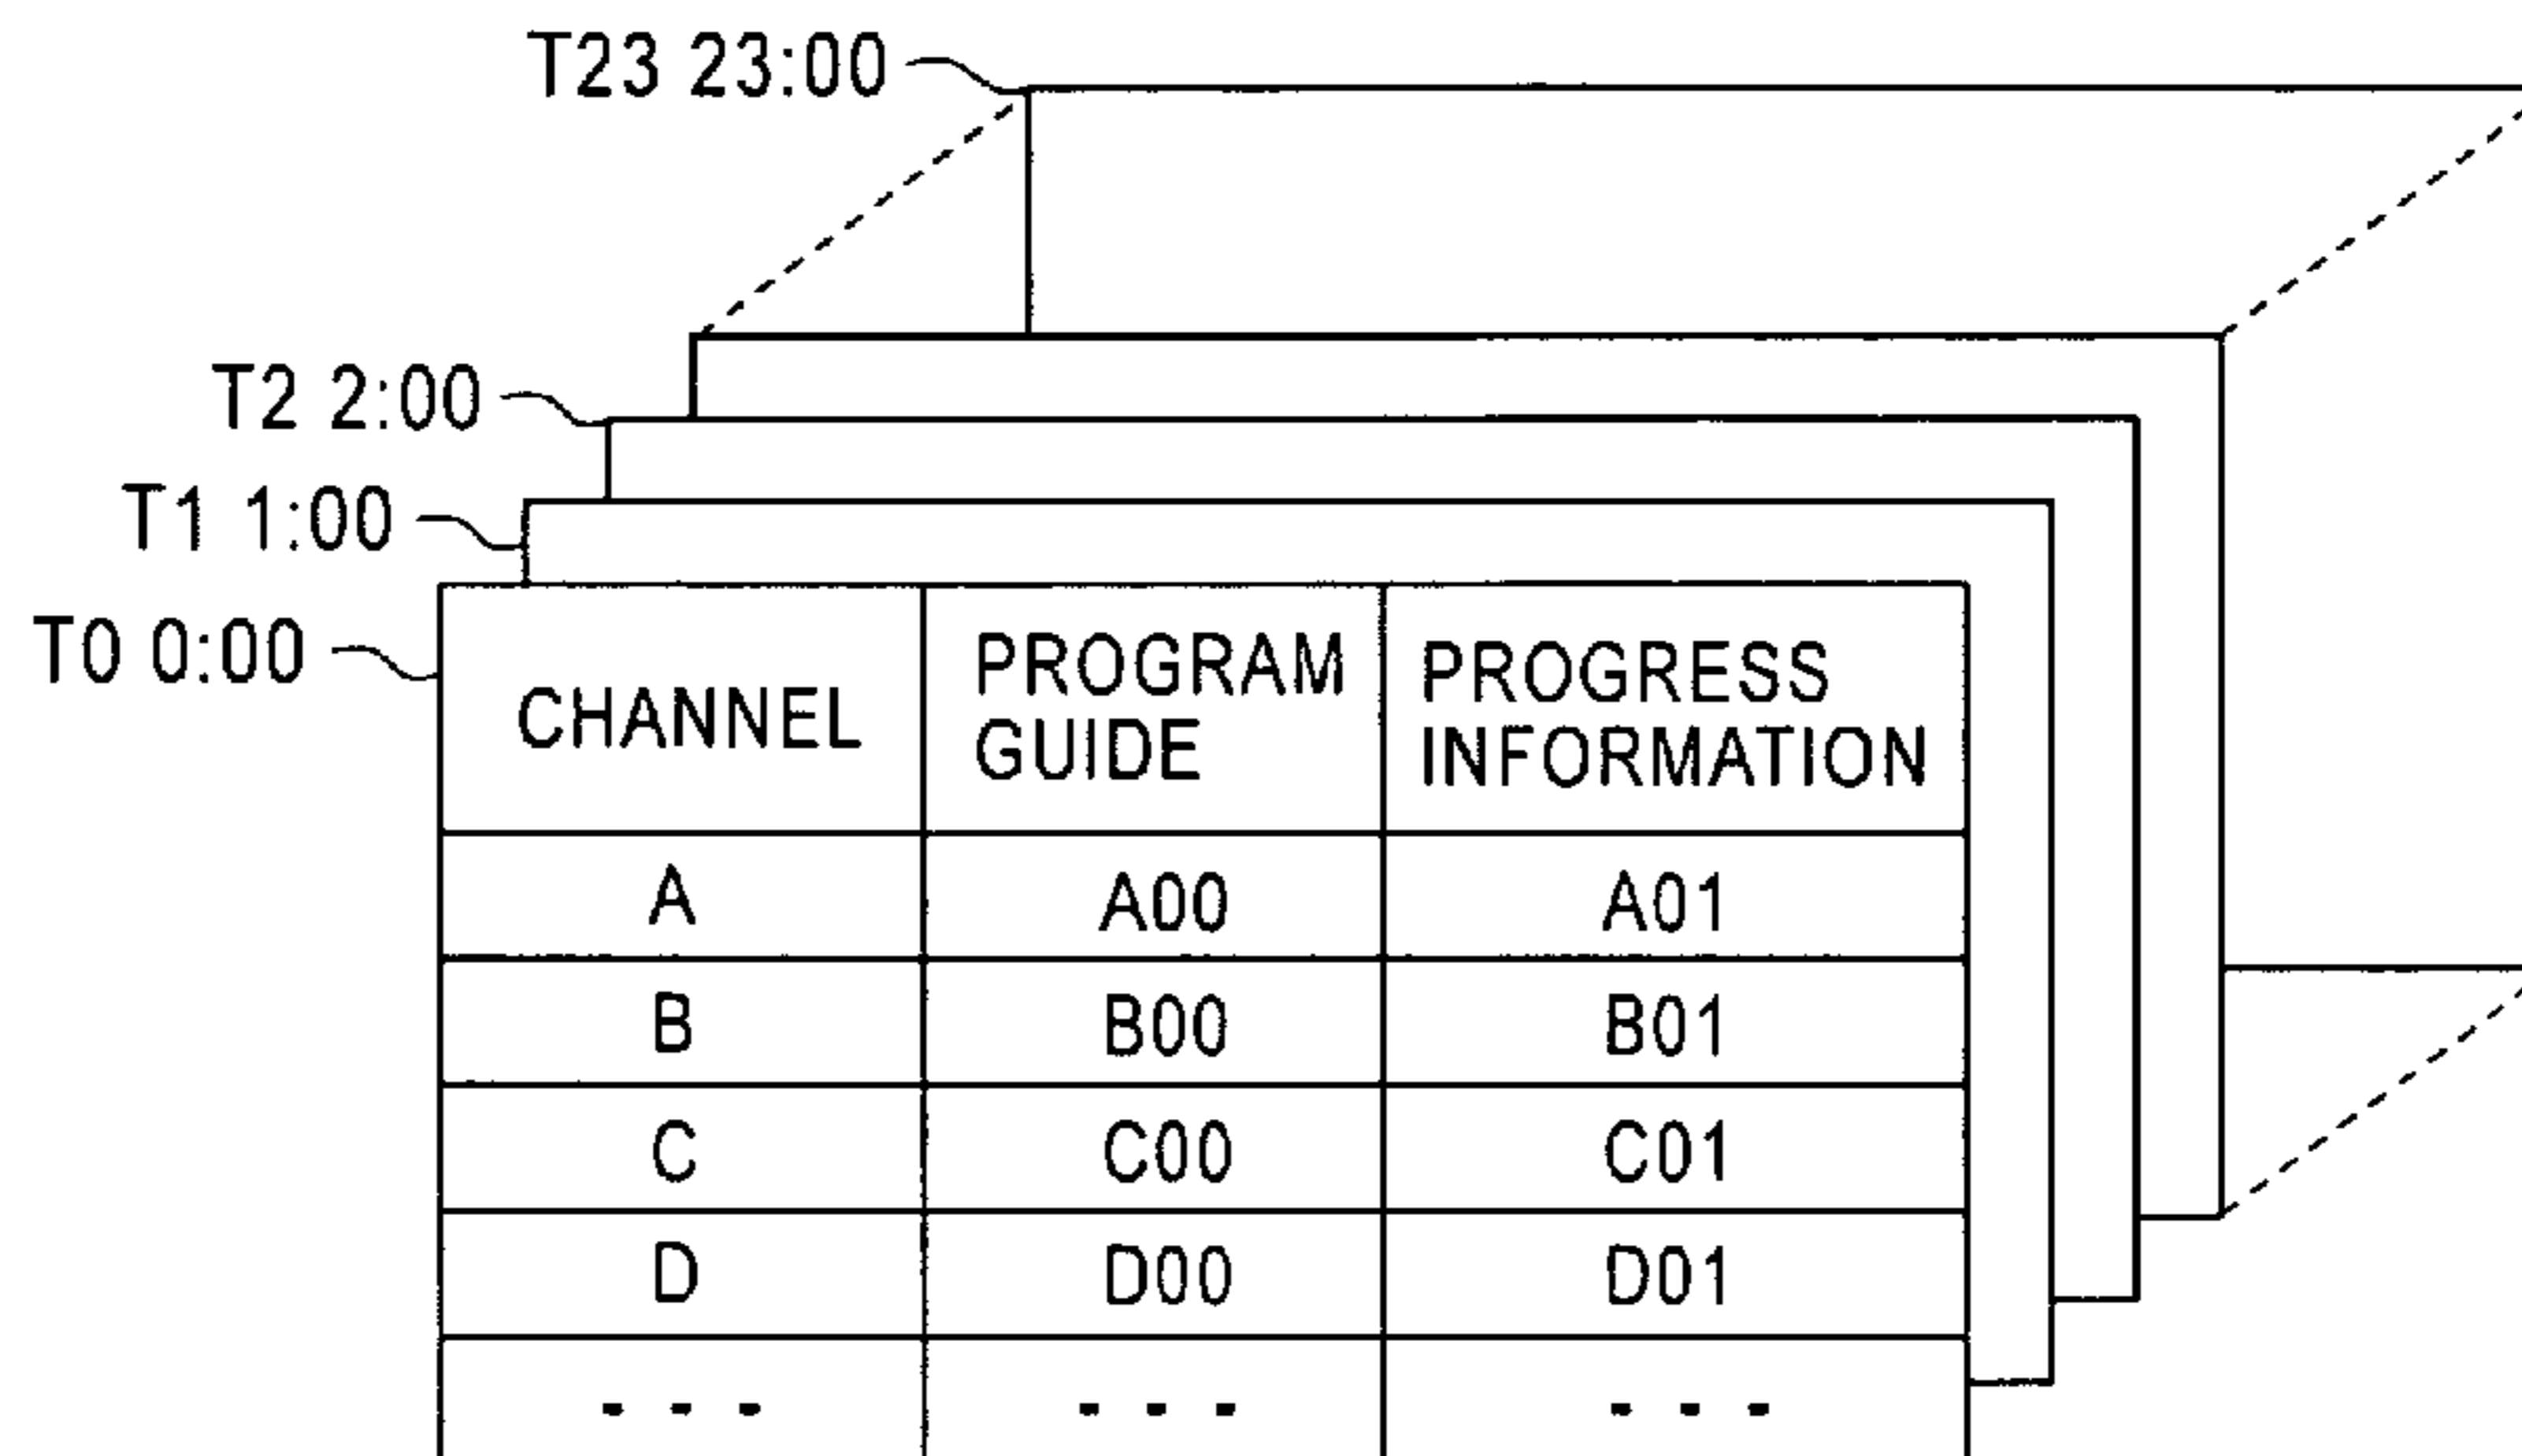 T23 23:00
T2 2:00
T1 1:00
T0 0:00
CHANNEL
PROGRAM
GUIDE
PROGRESS
INFORMATION
A A00 A01
B B00 B01
C C00 C01
D D00 D01
- - - - - - - - -